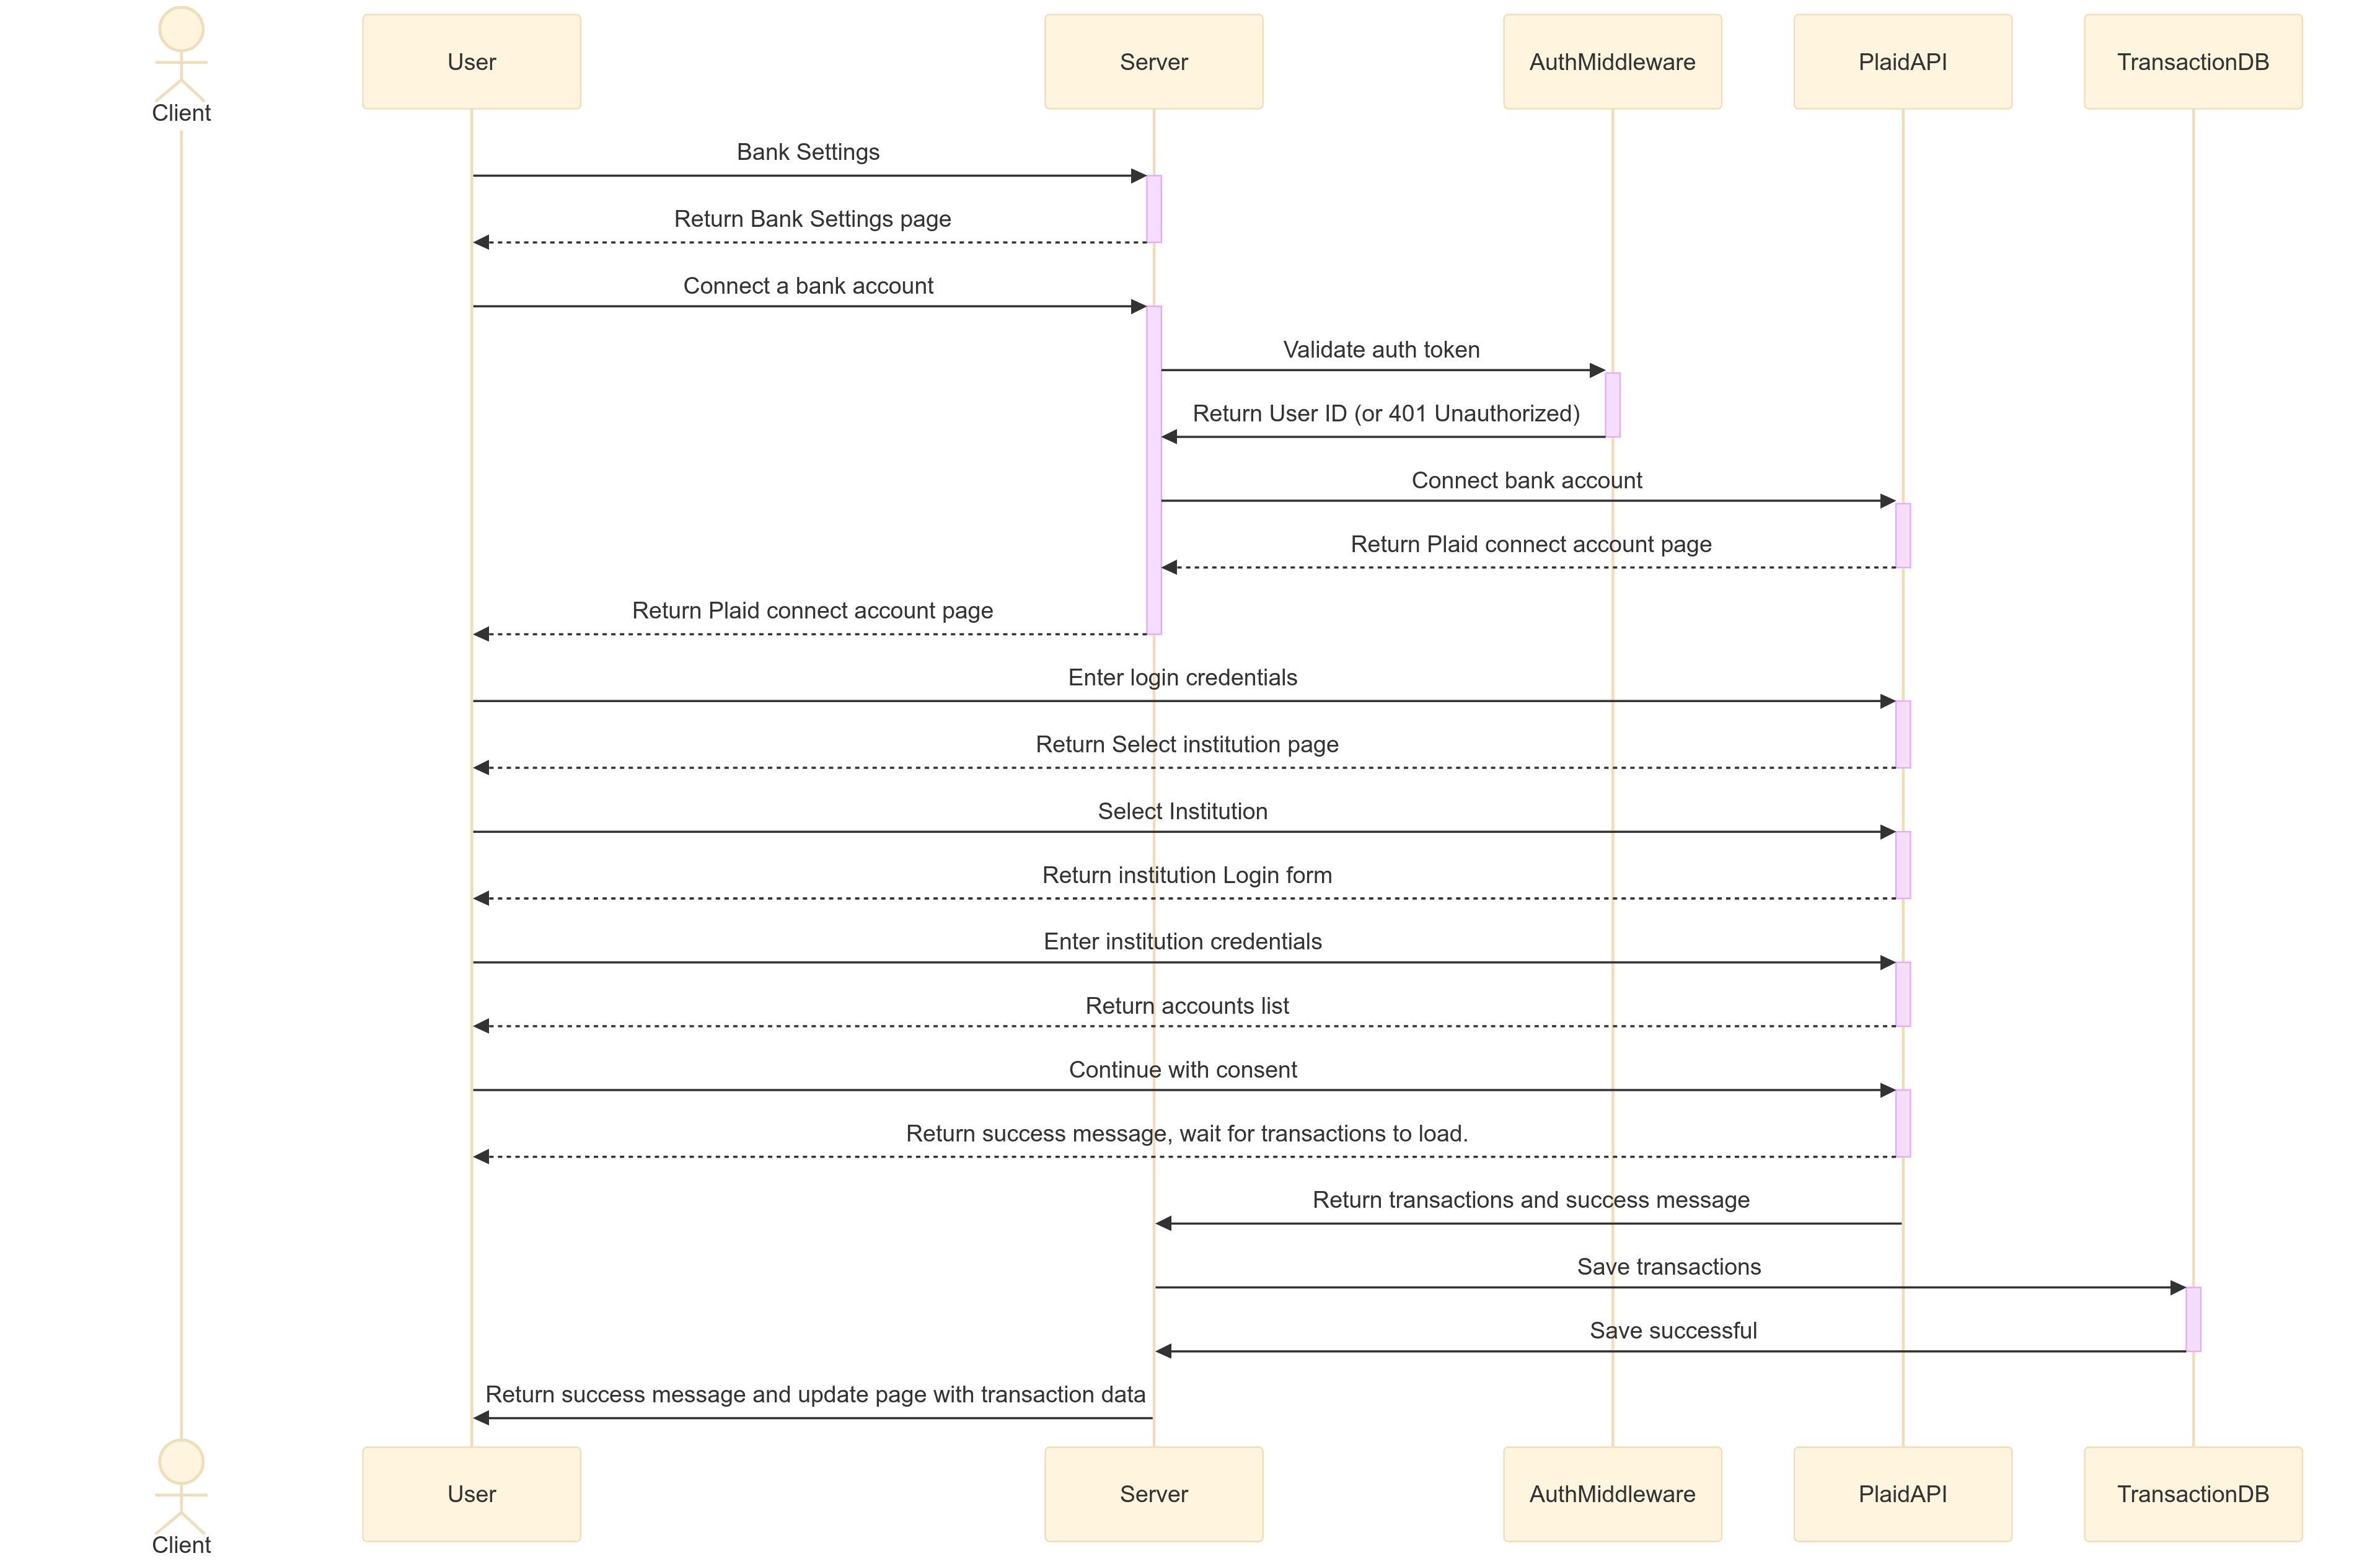 Client
User
Server
AuthMiddleware
PlaidAPI
TransactionDB
Bank Settings
Return Bank Settings page
Connect a bank account
Validate auth token
Return User ID (or 401 Unauthorized)
Connect bank account
Return Plaid connect account page
Return Plaid connect account page
Enter login credentials
Return Select institution page
Select Institution
Return institution Login form
Enter institution credentials
Return accounts list
Continue with consent
Return success message, wait for transactions to load.
Return transactions and success message
Save transactions
Save successful
Return success message and update page with transaction data
Client
User
Server
AuthMiddleware
PlaidAPI
TransactionDB